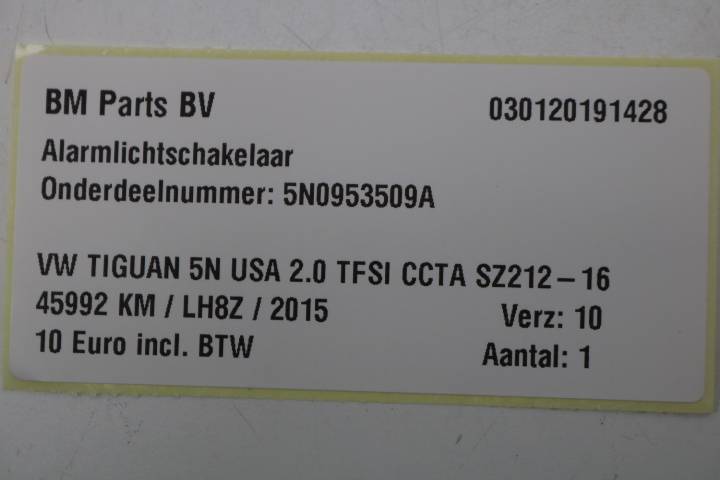 BM Parts BV 030120191428
Alarmlichtschakelaar
Onderdeelnummer: 5N0953509A
VW TIGUAN 5N USA 2.0 TFSI CCTA SZ212-16
45992 KM / LH8Z / 2015 Verz: 10
10 Euro incl. BTW Aantal: 1